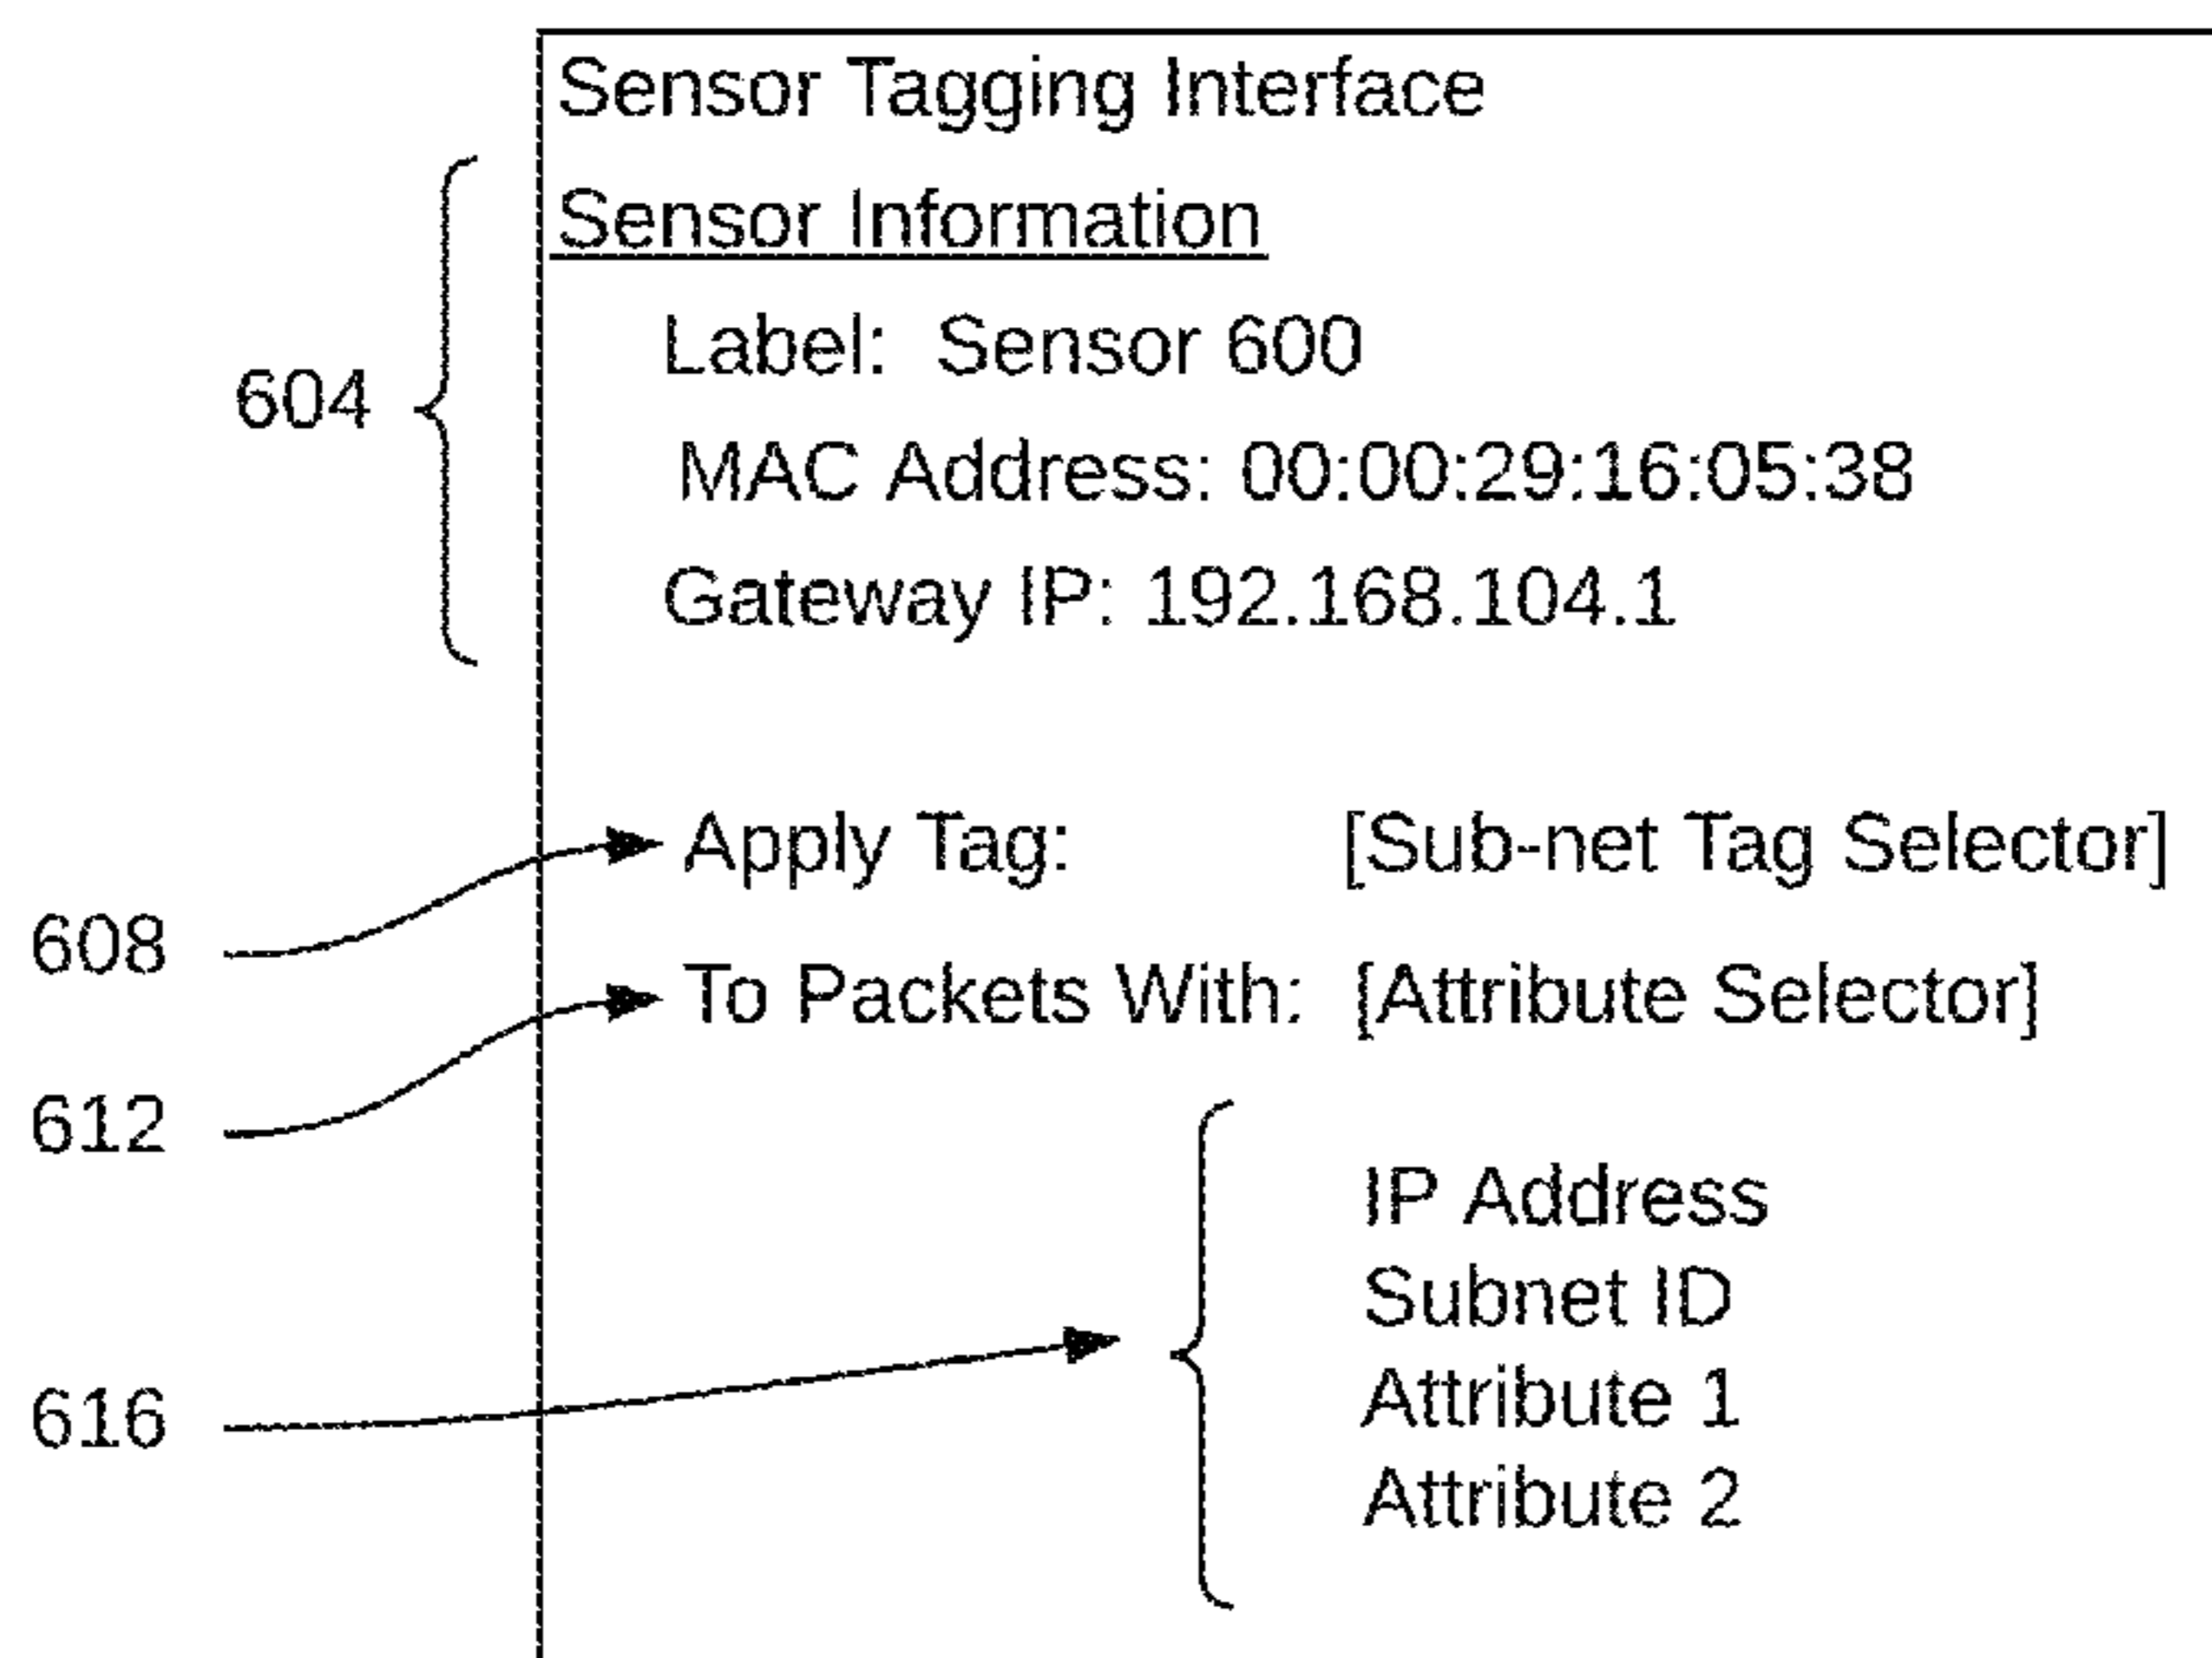 Sensor Tagging Interface
Sensor Information
604
Label: Sensor 600
MAC Address: 00:00:29:16:05:38
Gateway IP: 192.168.104.1
Apply Tag: [Sub-net Tag Selector]
608
To Packets With: [Attribute Selector]
612
IP Address
Subnet ID
616
Attribute 1
Attribute 2